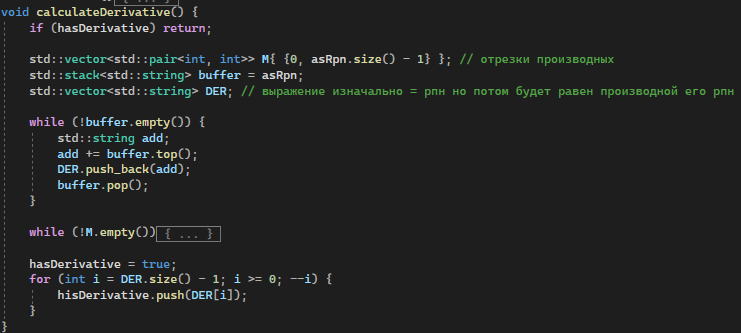 void calculateDerivative() {
if (hasDerivative) return;
std::vector<std::pair<int, int>> M{ {0, asRpn.size() - 1} }; // отрезки производных
std::stack<std::string> buffer = asRpn;
std::vector<std::string> DER; // выражение изначально = рпн но потом будет равен производной его рпн
while (!buffer.empty()) {
std::string add;
add += buffer.top();
DER.push_back(add);
buffer.pop();
}
while (!M.empty()) { ... }
hasDerivative = true;
for (int i = DER.size() - 1; i >= 0; --i) {
hisDerivative.push(DER[i]);
}
}